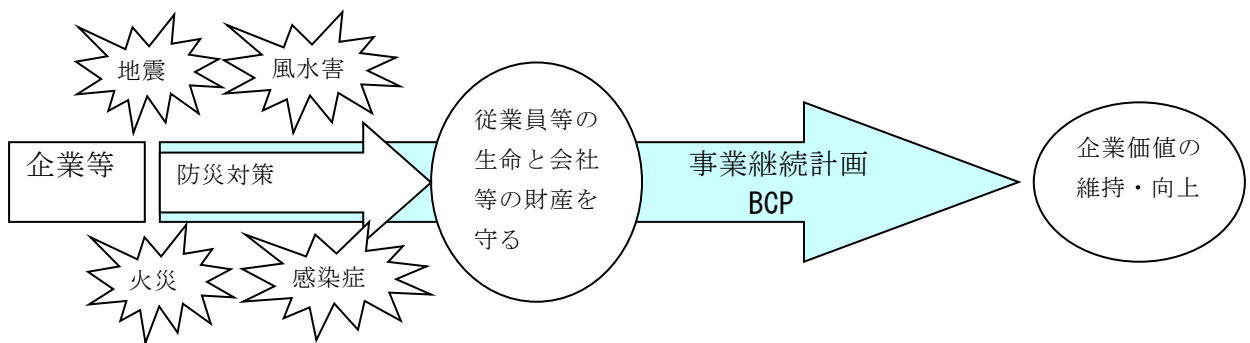 地震
風水害
企業等
防災対策
従業員等の
生命と会社
等の財産を
守る
事業継続計画
BCP
企業価値の
維持・向上
火災
感染症